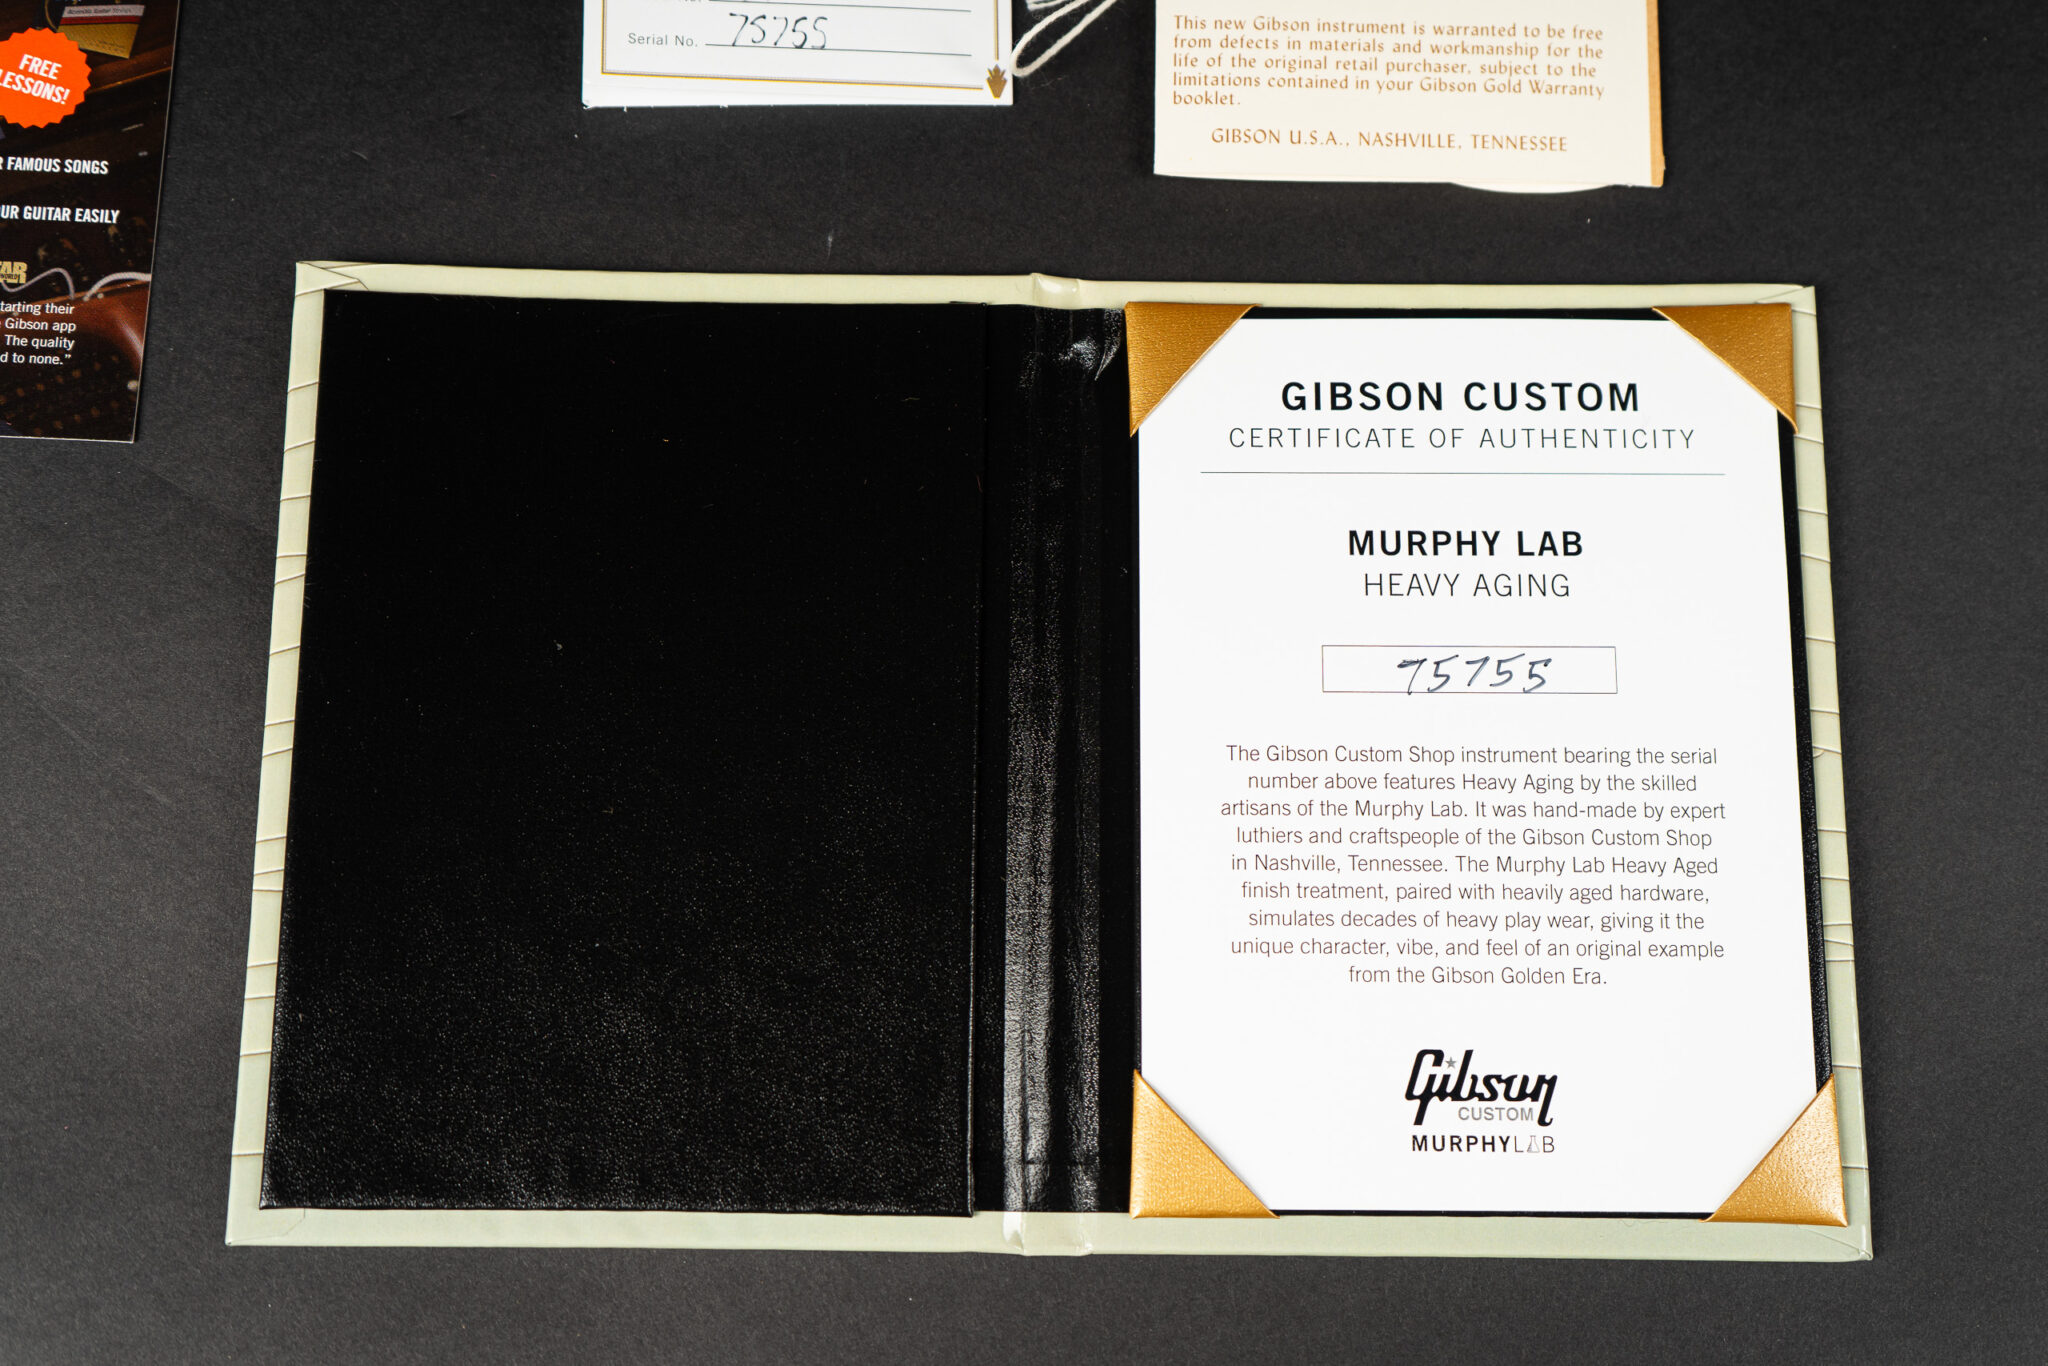 FREE
LESSONS!
FAMOUS SONGS
GUITAR EASILY
starting their
Gibson app
The quality
to none.”
Serial No. 75755
This new Gibson instrument is warranted to be free
from defects in materials and workmanship for the
life of the original retail purchaser, subject to the
limitations contained in your Gibson Gold Warranty
booklet.
GIBSON U.S.A., NASHVILLE, TENNESSEE
GIBSON CUSTOM
CERTIFICATE OF AUTHENTICITY
MURPHY LAB
HEAVY AGING
75755
The Gibson Custom Shop instrument bearing the serial
number above features Heavy Aging by the skilled
artisans of the Murphy Lab. It was hand-made by expert
luthiers and craftspeople of the Gibson Custom Shop
in Nashville, Tennessee. The Murphy Lab Heavy Aged
finish treatment, paired with heavily aged hardware,
simulates decades of heavy play wear, giving it the
unique character, vibe, and feel of an original example
from the Gibson Golden Era.
Gibson
CUSTOM
MURPHYLAB